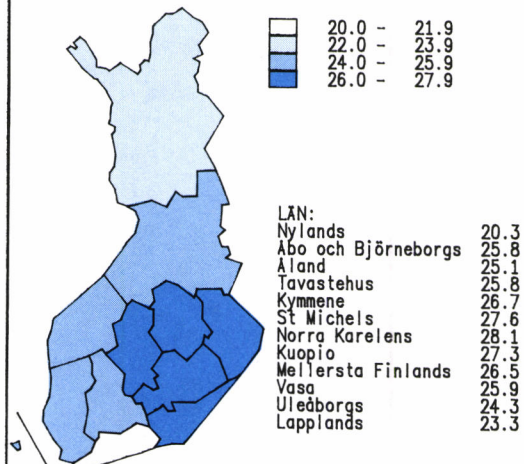 20.0 - 21.9
22.0 - 23.9
24.0 - 25.9
26.0 - 27.9
LÄN:
Nylands 20.3
Åbo och Björneborgs 25.8
Åland 25.1
Tavastehus 25.8
Kymmene 26.7
St Michels 27.6
Norra Karelens 28.1
Kuopio 27.3
Mellersta Finlands 26.5
Vasa 25.9
Uleåborgs 24.3
Lapplands 23.3